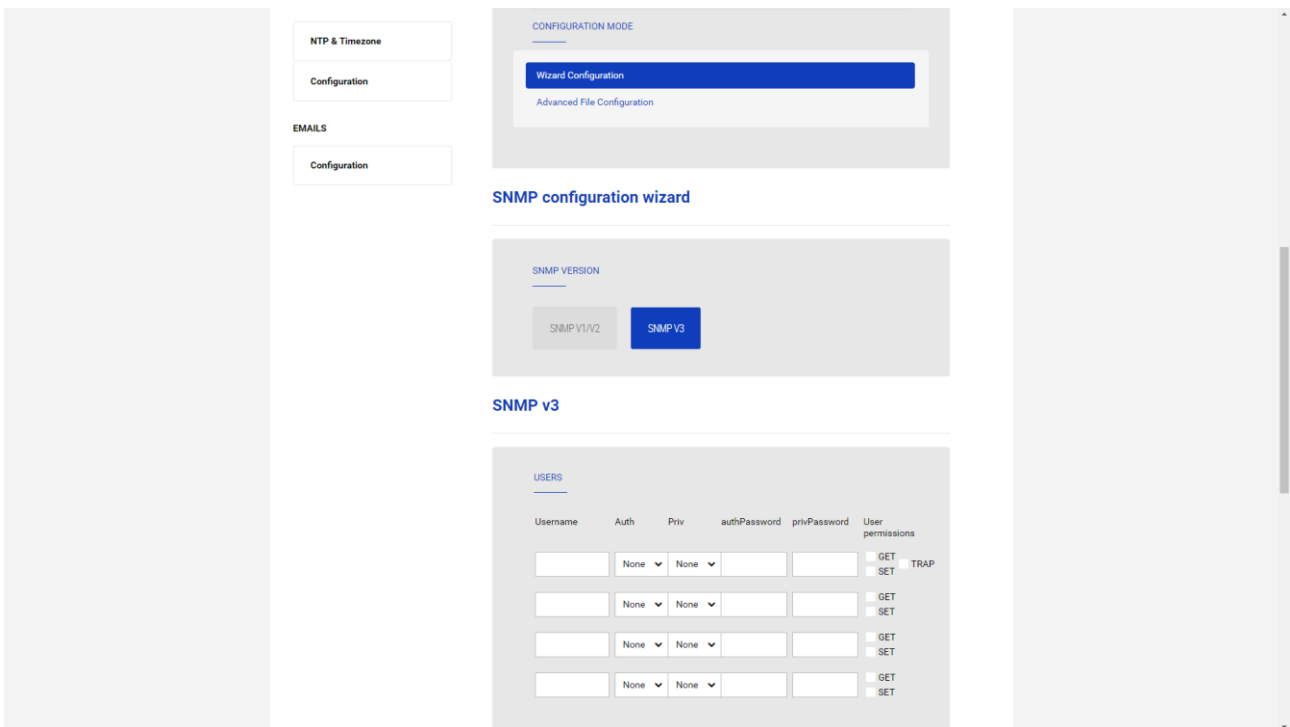 NTP & Timezone
Configuration
EMAILS
Configuration
CONFIGURATION MODE
Wizard Configuration
Advanced File Configuration
SNMP configuration wizard
SNMP VERSION
SNMP V1/V2 SNMP V3
SNMP v3
USERS
Username Auth Priv authPassword privPassword User
permissions
None None GET TRAP
SET
None None GET
SET
None None GET
SET
None None GET
SET